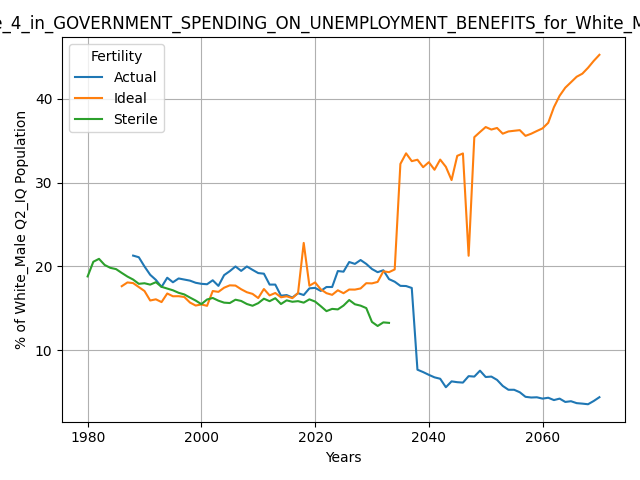 e_4_in_GOVERNMENT_SPENDING_ON_UNEMPLOYMENT_BENEFITS_for_White_M
Fertility
Actual
Ideal
Sterile
% of White_Male Q2_IQ Population
40
30
20
10
1980 2000 2020 2040 2060
Years